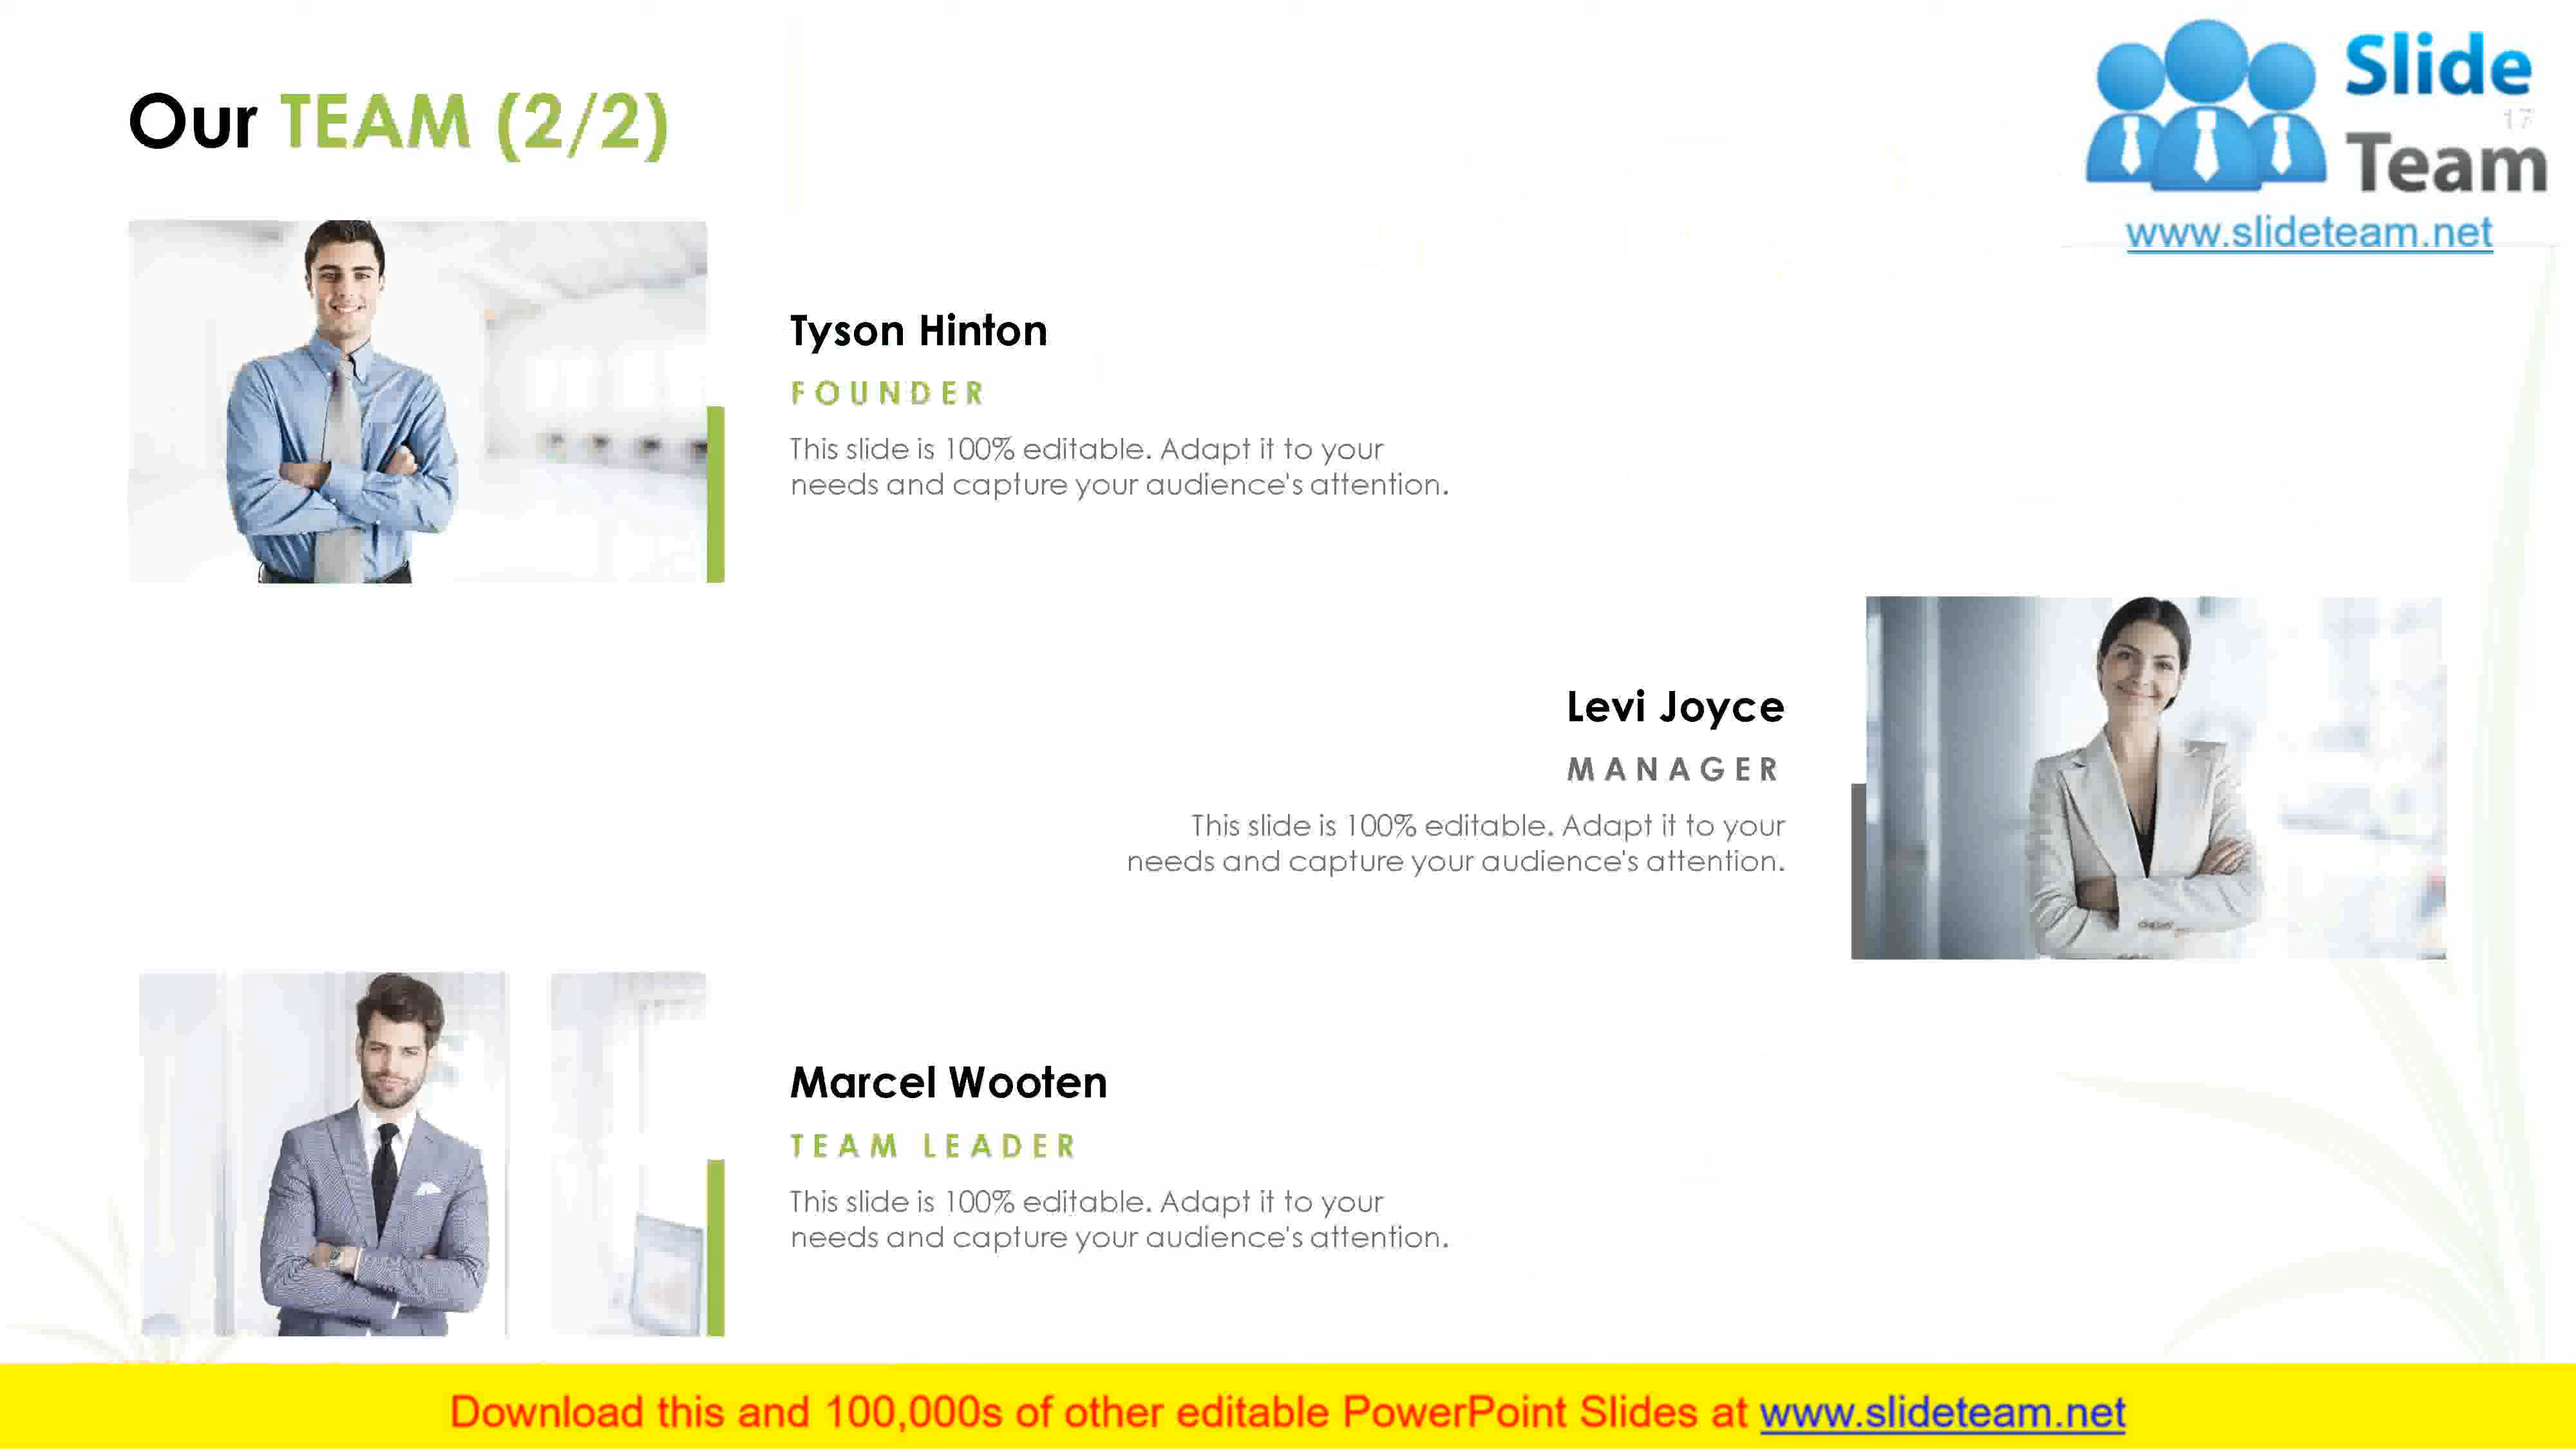 Our TEAM (2/2)
Slide
17
Team
www.slideteam.net
Tyson Hinton
FOUNDER
This slide is 100% editable. Adapt it to your
needs and capture your audience's attention.
Levi Joyce
MANAGER
This slide is 100% editable. Adapt it to your
needs and capture your audience's attention.
Marcel Wooten
TEAM LEADER
This slide is 100% editable. Adapt it to your
needs and capture your audience's attention.
Download this and 100,000s of other editable PowerPoint Slides at www.slideteam.net